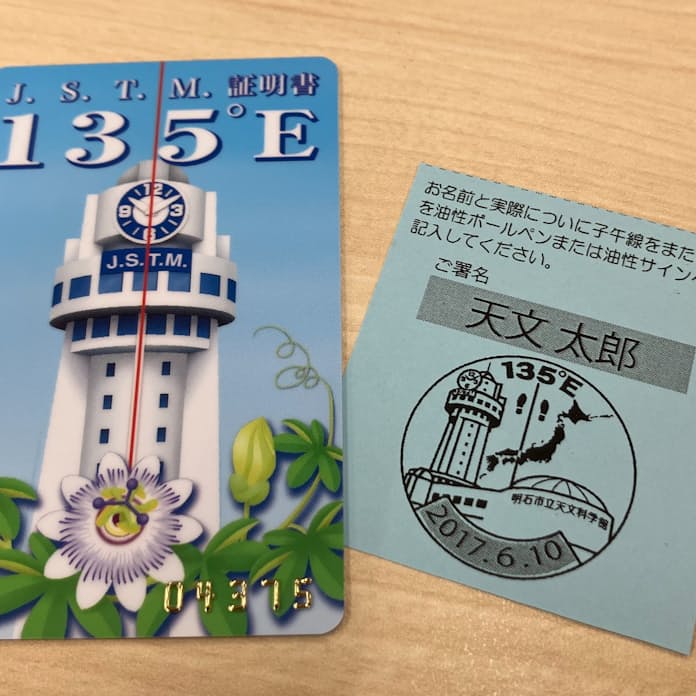 J. S. T. M. 証明書
135°E
12
9 3
6
J.S.T.M.
04375
お名前と実際についに子午線をまた
を油性ボールペンまたは油性サイン
記入してください。
ご署名
天文 太郎
135°E
JSTM
明石市立天文科学館
2017.6.10